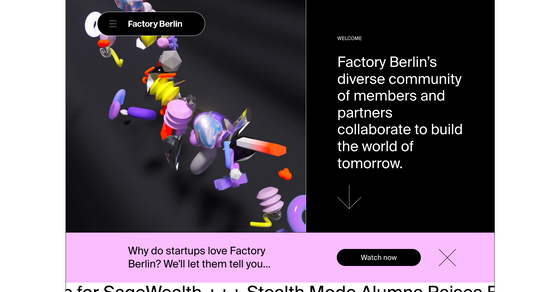 Factory Berlin
WELCOME
Factory Berlin's
diverse community
of members and
partners
collaborate to build
the world of
tomorrow.
Why do startups love Factory
Berlin? We'll let them tell you...
Watch now
for SageWealth +++ Stealth Mode Alumna Raises